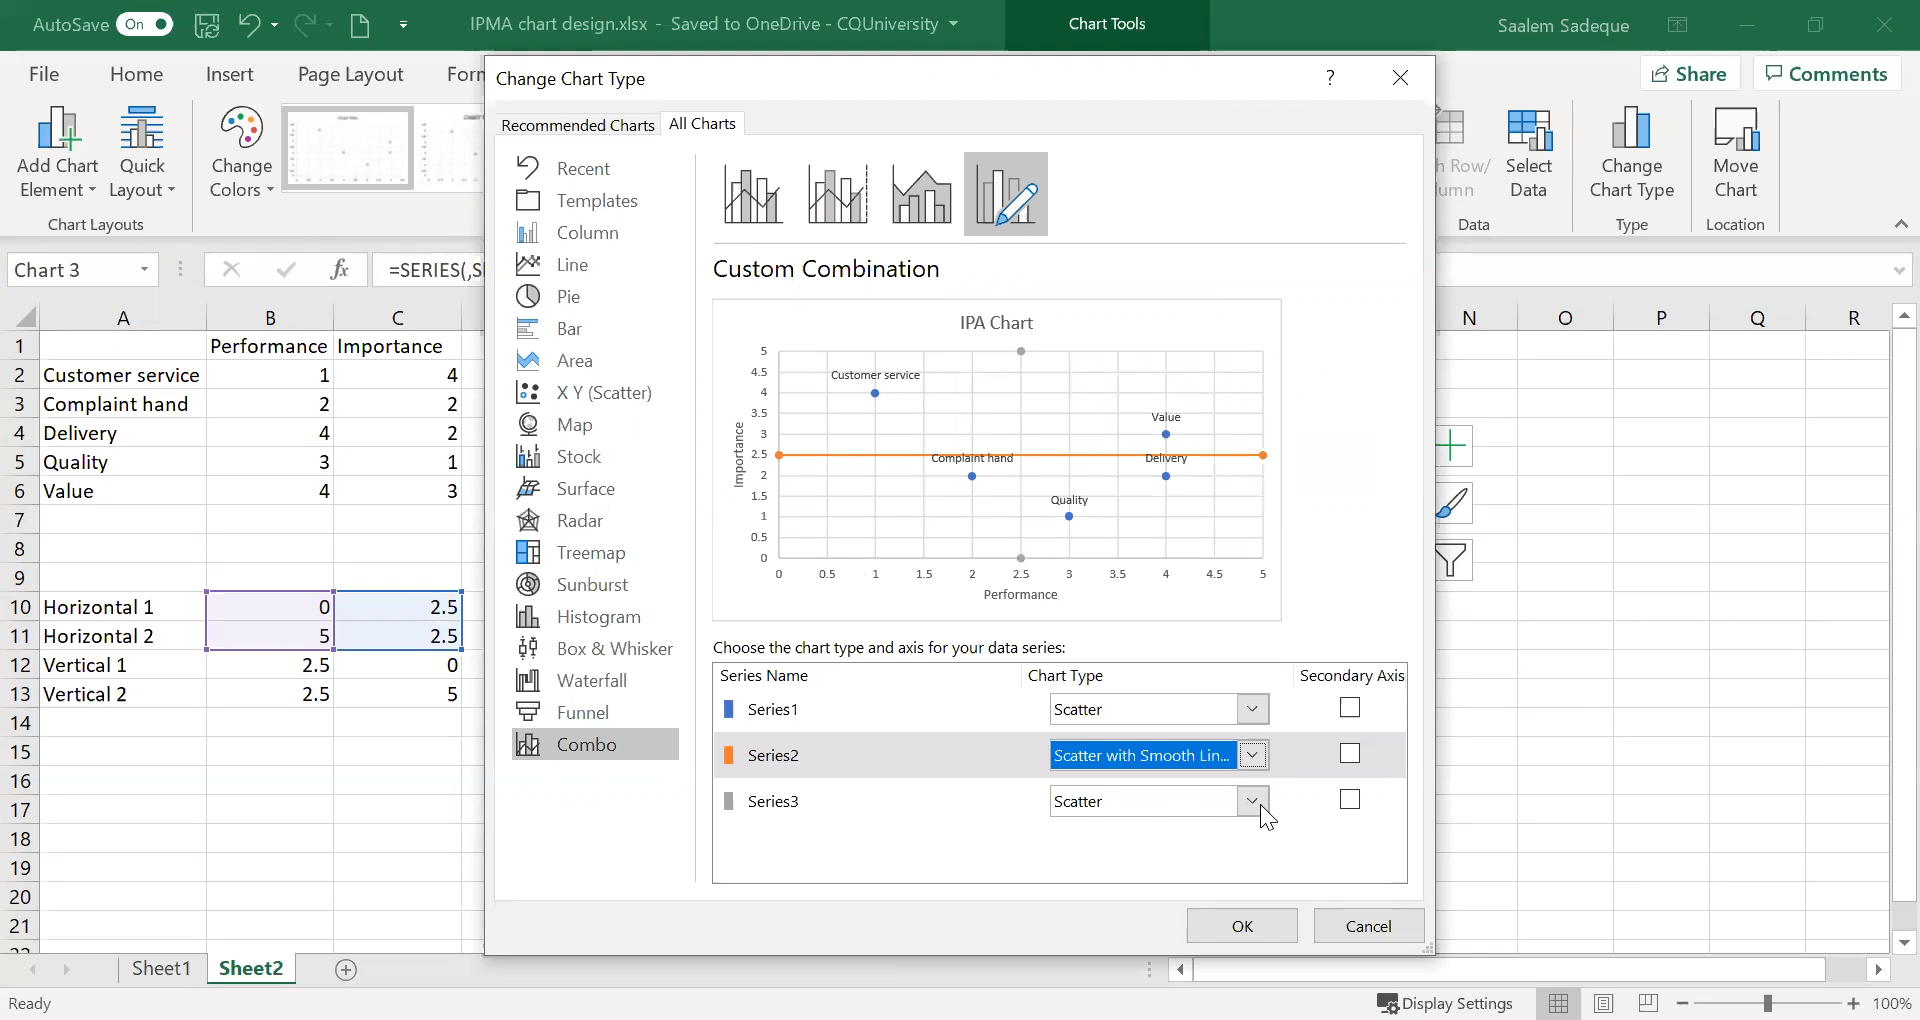 AutoSave On IPMA chart design.xlsx - Saved to OneDrive - CQUniversity Chart Tools Saalem Sadeque
File Home Insert Page Layout Share Comments
Add Chart Element
Quick Layout
Chart Layouts
Change Colors
Select Data
Data
Change Chart Type
Type
Move Chart
Location
Chart 3 fx =SERIES(,S
Change Chart Type ?
Recommended Charts All Charts
Recent
Templates
Column
Line
Pie
Bar
Area
X Y (Scatter)
Map
Stock
Surface
Radar
Treemap
Sunburst
Histogram
Box & Whisker
Waterfall
Funnel
Combo
Custom Combination
IPA Chart
5
4.5
4
3.5
3
2.5
2
1.5
1
0.5
0
Importance
Customer service
Value
Complaint hand Delivery
Quality
0 0.5 1 1.5 2 2.5 3 3.5 4 4.5 5
Performance
Choose the chart type and axis for your data series:
Series Name Chart Type Secondary Axis
Series1 Scatter
Series2 Scatter with Smooth Lin...
Series3 Scatter
OK Cancel
A B C N O P Q R
1 Performance Importance
2 Customer service 1 4
3 Complaint hand 2 2
4 Delivery 4 2
5 Quality 3 1
6 Value 4 3
7
8
9
10 Horizontal 1 0 2.5
11 Horizontal 2 5 2.5
12 Vertical 1 2.5 0
13 Vertical 2 2.5 5
14
15
16
17
18
19
20
21
Sheet1 Sheet2
Ready Display Settings 100%